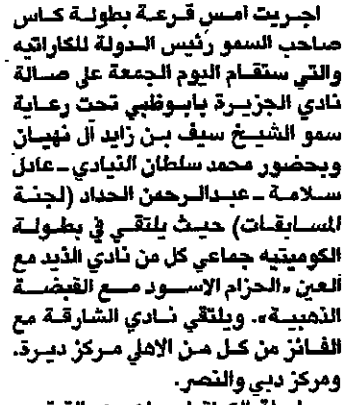 اجريت امس قرعة بطولة كاس
صاحب السمو رئيس الدولة للكاراتيه
والتي ستقام اليوم الجمعة على صالة
نادي الجزيرة بابوظبي تحت رعاية
سمو الشيخ سيف بن زايد آل نهيان
وبحضور محمد سلطان النيادي ـ عادل
سلامة ـ عبدالرحمن الحداد (لجنة
المسابقات) حيث يلتقي في بطولة
الكوميتيه جماعي كل من نادي الذيد مع
العين «الحزام الاسود مع القبضة
الذهبية». ويلتقي نادي الشارقة مع
الفائز من كل من الاهلي مركز ديرة.
ومركز دبي والنصر.